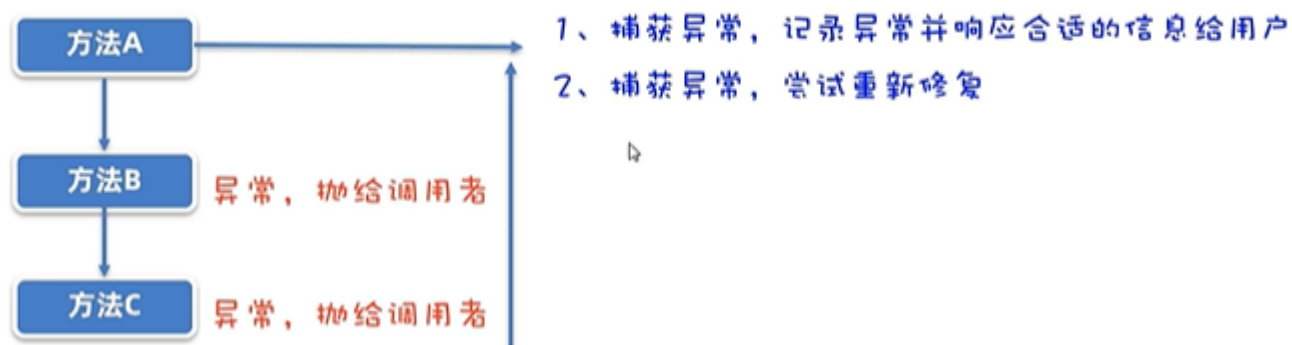 方法A
1、捕获异常，记录异常并响应合适的信息给用户
2、捕获异常，尝试重新修复
方法B
异常，抛给调用者
方法C
异常，抛给调用者